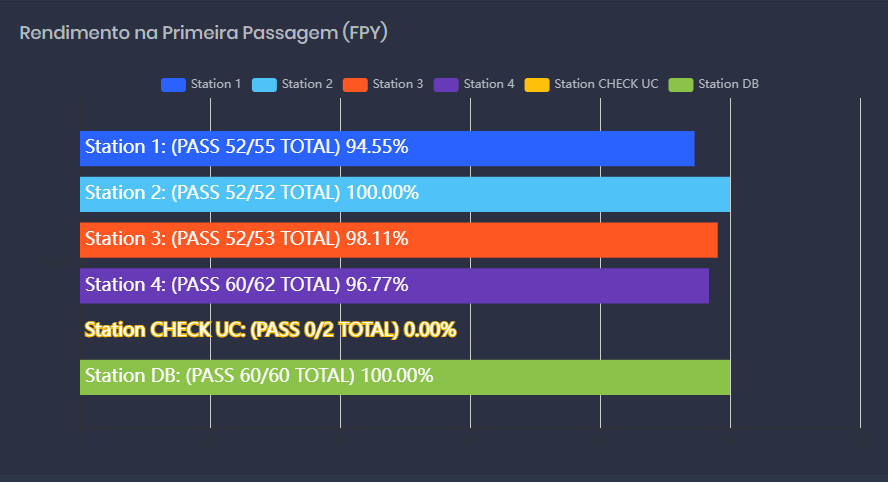 Rendimento na Primeira Passagem (FPY)
Station 1 Station 2 Station 3 Station 4 Station CHECK UC Station DB
Station 1: (PASS 52/55 TOTAL) 94.55%
Station 2: (PASS 52/52 TOTAL) 100.00%
Station 3: (PASS 52/53 TOTAL) 98.11%
Station 4: (PASS 60/62 TOTAL) 96.77%
Station CHECK UC: (PASS 0/2 TOTAL) 0.00%
Station DB: (PASS 60/60 TOTAL) 100.00%